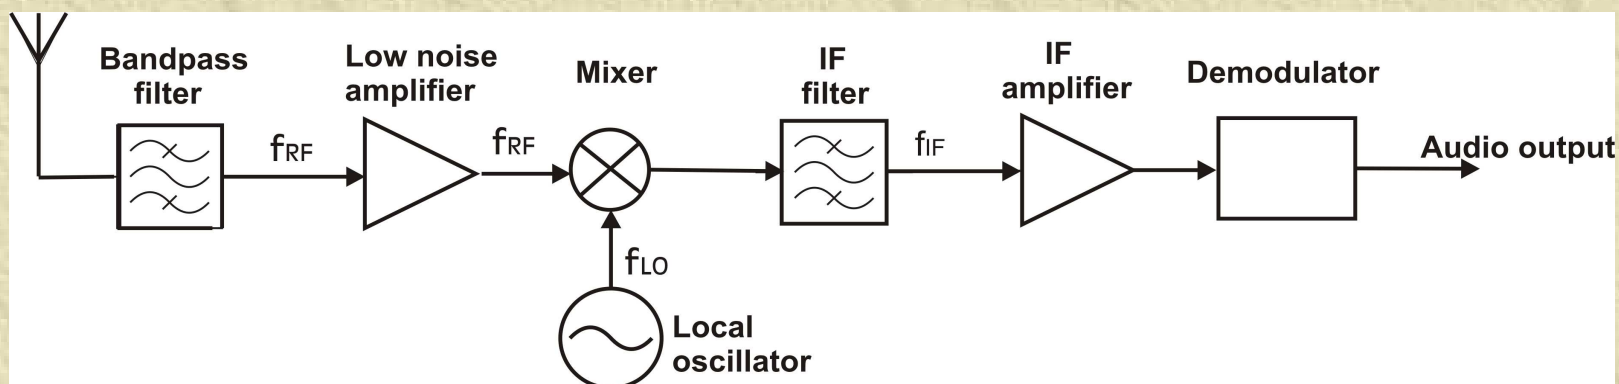 Bandpass
filter
Low noise
amplifier
Mixer
IF
filter
IF
amplifier
Demodulator
fRF
fRF
fIF
Audio output
fLO
Local
oscillator